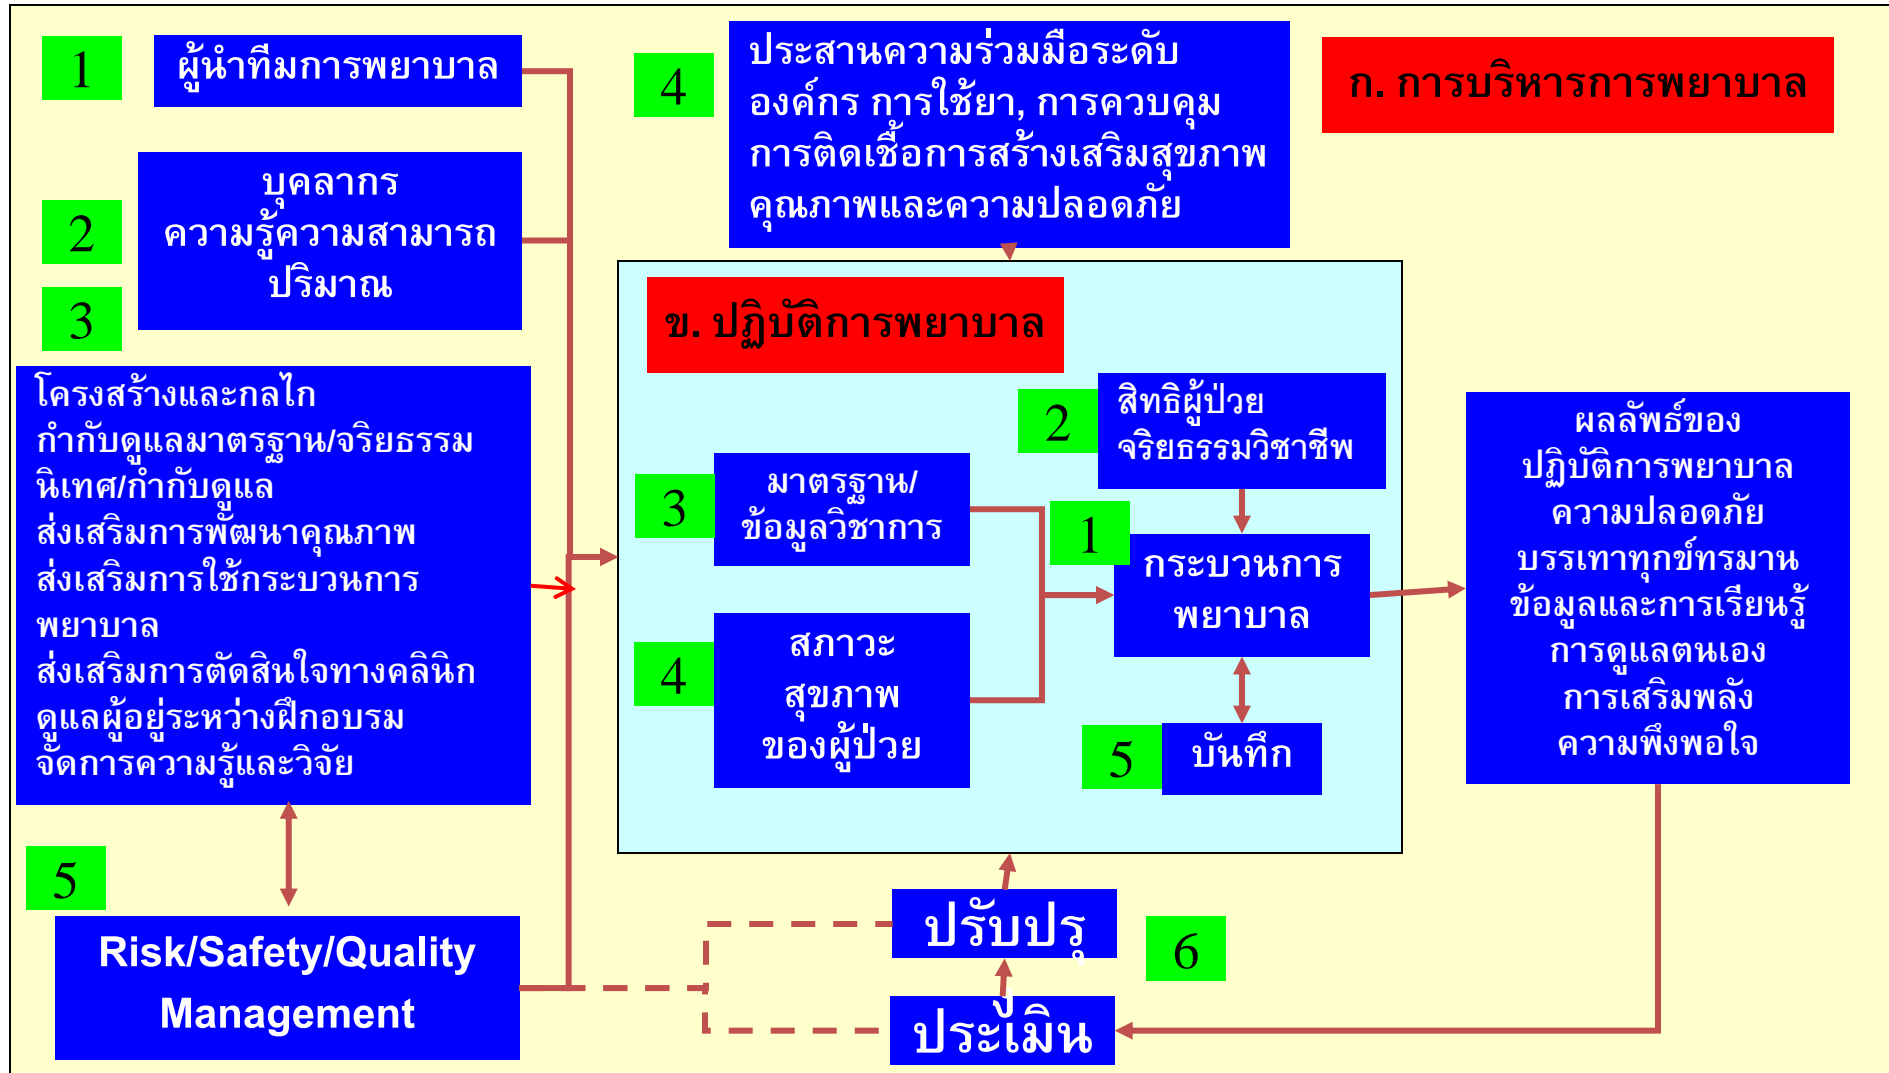 1
ผู้นำทีมการพยาบาล
2
3
บุคลากร
ความรู้ความสามารถ
ปริมาณ
โครงสร้างและกลไก
กำกับดูแลมาตรฐาน/จริยธรรม
นิเทศ/กำกับดูแล
ส่งเสริมการพัฒนาคุณภาพ
ส่งเสริมการใช้กระบวนการ
พยาบาล
ส่งเสริมการตัดสินใจทางคลินิก
ดูแลผู้อยู่ระหว่างฝึกอบรม
จัดการความรู้และวิจัย
5
Risk/Safety/Quality
Management
4
ประสานความร่วมมือระดับ
องค์กร การใช้ยา, การควบคุม
การติดเชื้อการสร้างเสริมสุขภาพ
คุณภาพและความปลอดภัย
ก. การบริหารการพยาบาล
ข. ปฏิบัติการพยาบาล
2
สิทธิผู้ป่วย
จริยธรรมวิชาชีพ
3
มาตรฐาน/
ข้อมูลวิชาการ
1
กระบวนการ
พยาบาล
4
สภาวะ
สุขภาพ
ของผู้ป่วย
5
บันทึก
ผลลัพธ์ของ
ปฏิบัติการพยาบาล
ความปลอดภัย
บรรเทาทุกข์ทรมาน
ข้อมูลและการเรียนรู้
การดูแลตนเอง
การเสริมพลัง
ความพึงพอใจ
ปรับปรุ
ง
6
ประเมิน